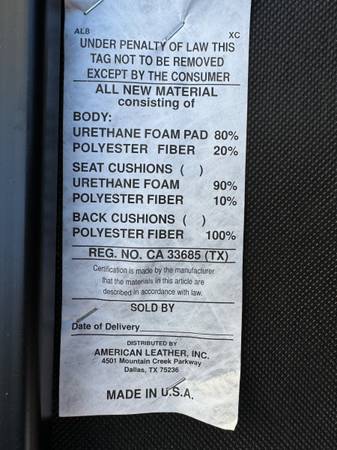 ALB XC
UNDER PENALTY OF LAW THIS
TAG NOT TO BE REMOVED
EXCEPT BY THE CONSUMER
ALL NEW MATERIAL
consisting of
BODY:
URETHANE FOAM PAD 80%
POLYESTER FIBER 20%
SEAT CUSHIONS ( )
URETHANE FOAM 90%
POLYESTER FIBER 10%
BACK CUSHIONS ( )
POLYESTER FIBER 100%
REG. NO. CA 33685 (TX)
Certification is made by the manufacturer
that the materials in this article are
described in accordance with law.
SOLD BY
Date of Delivery
DISTRIBUTED BY
AMERICAN LEATHER, INC.
4501 Mountain Creek Parkway
Dallas, TX 75236
MADE IN U.S.A.